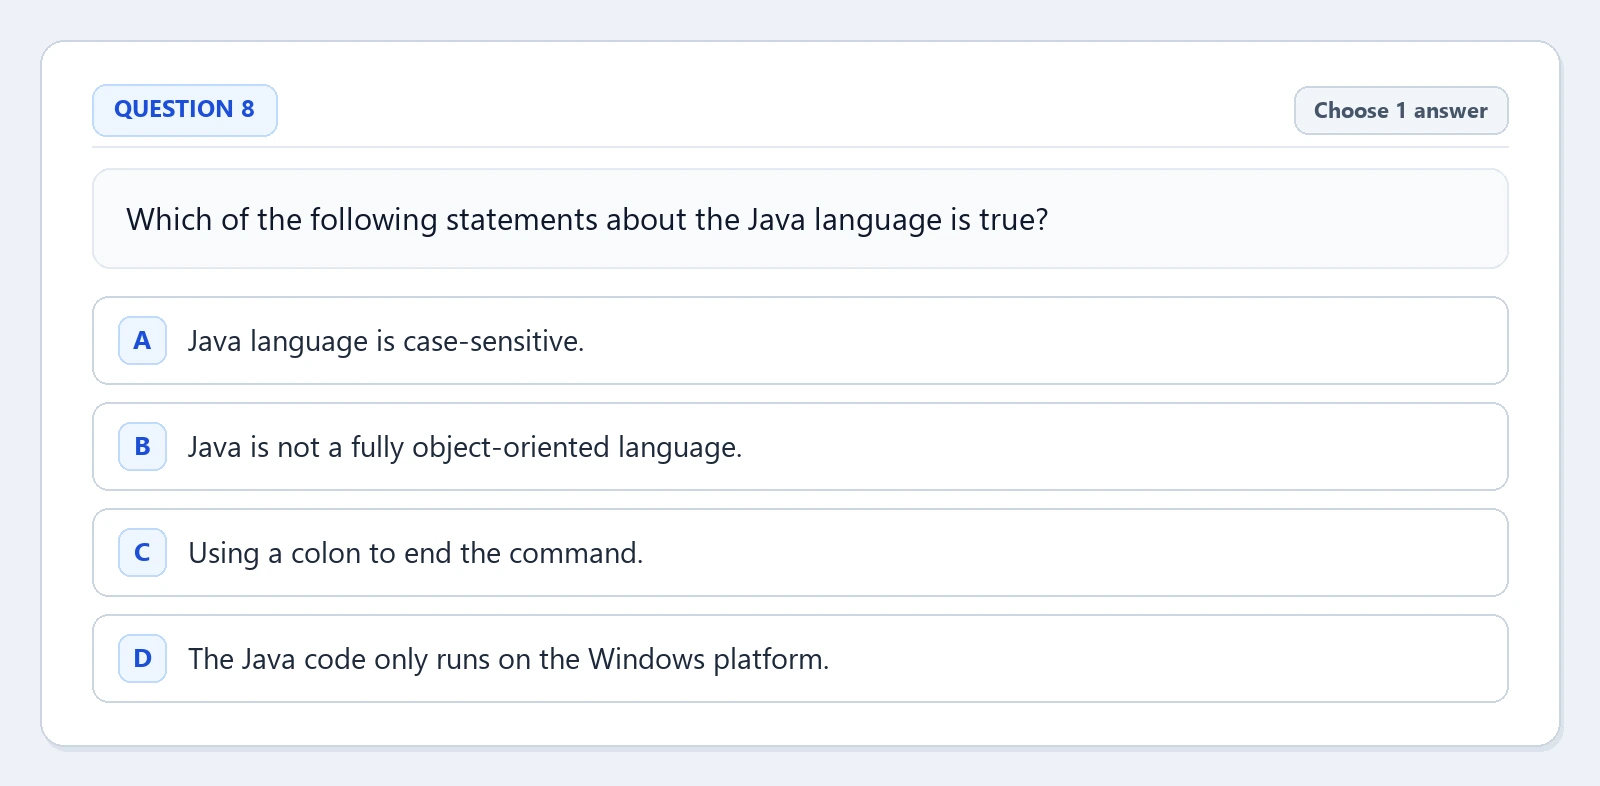 QUESTION 8
Choose 1 answer
Which of the following statements about the Java language is true?
A
Java language is case-sensitive.
B
Java is not a fully object-oriented language.
C
Using a colon to end the command.
D
The Java code only runs on the Windows platform.